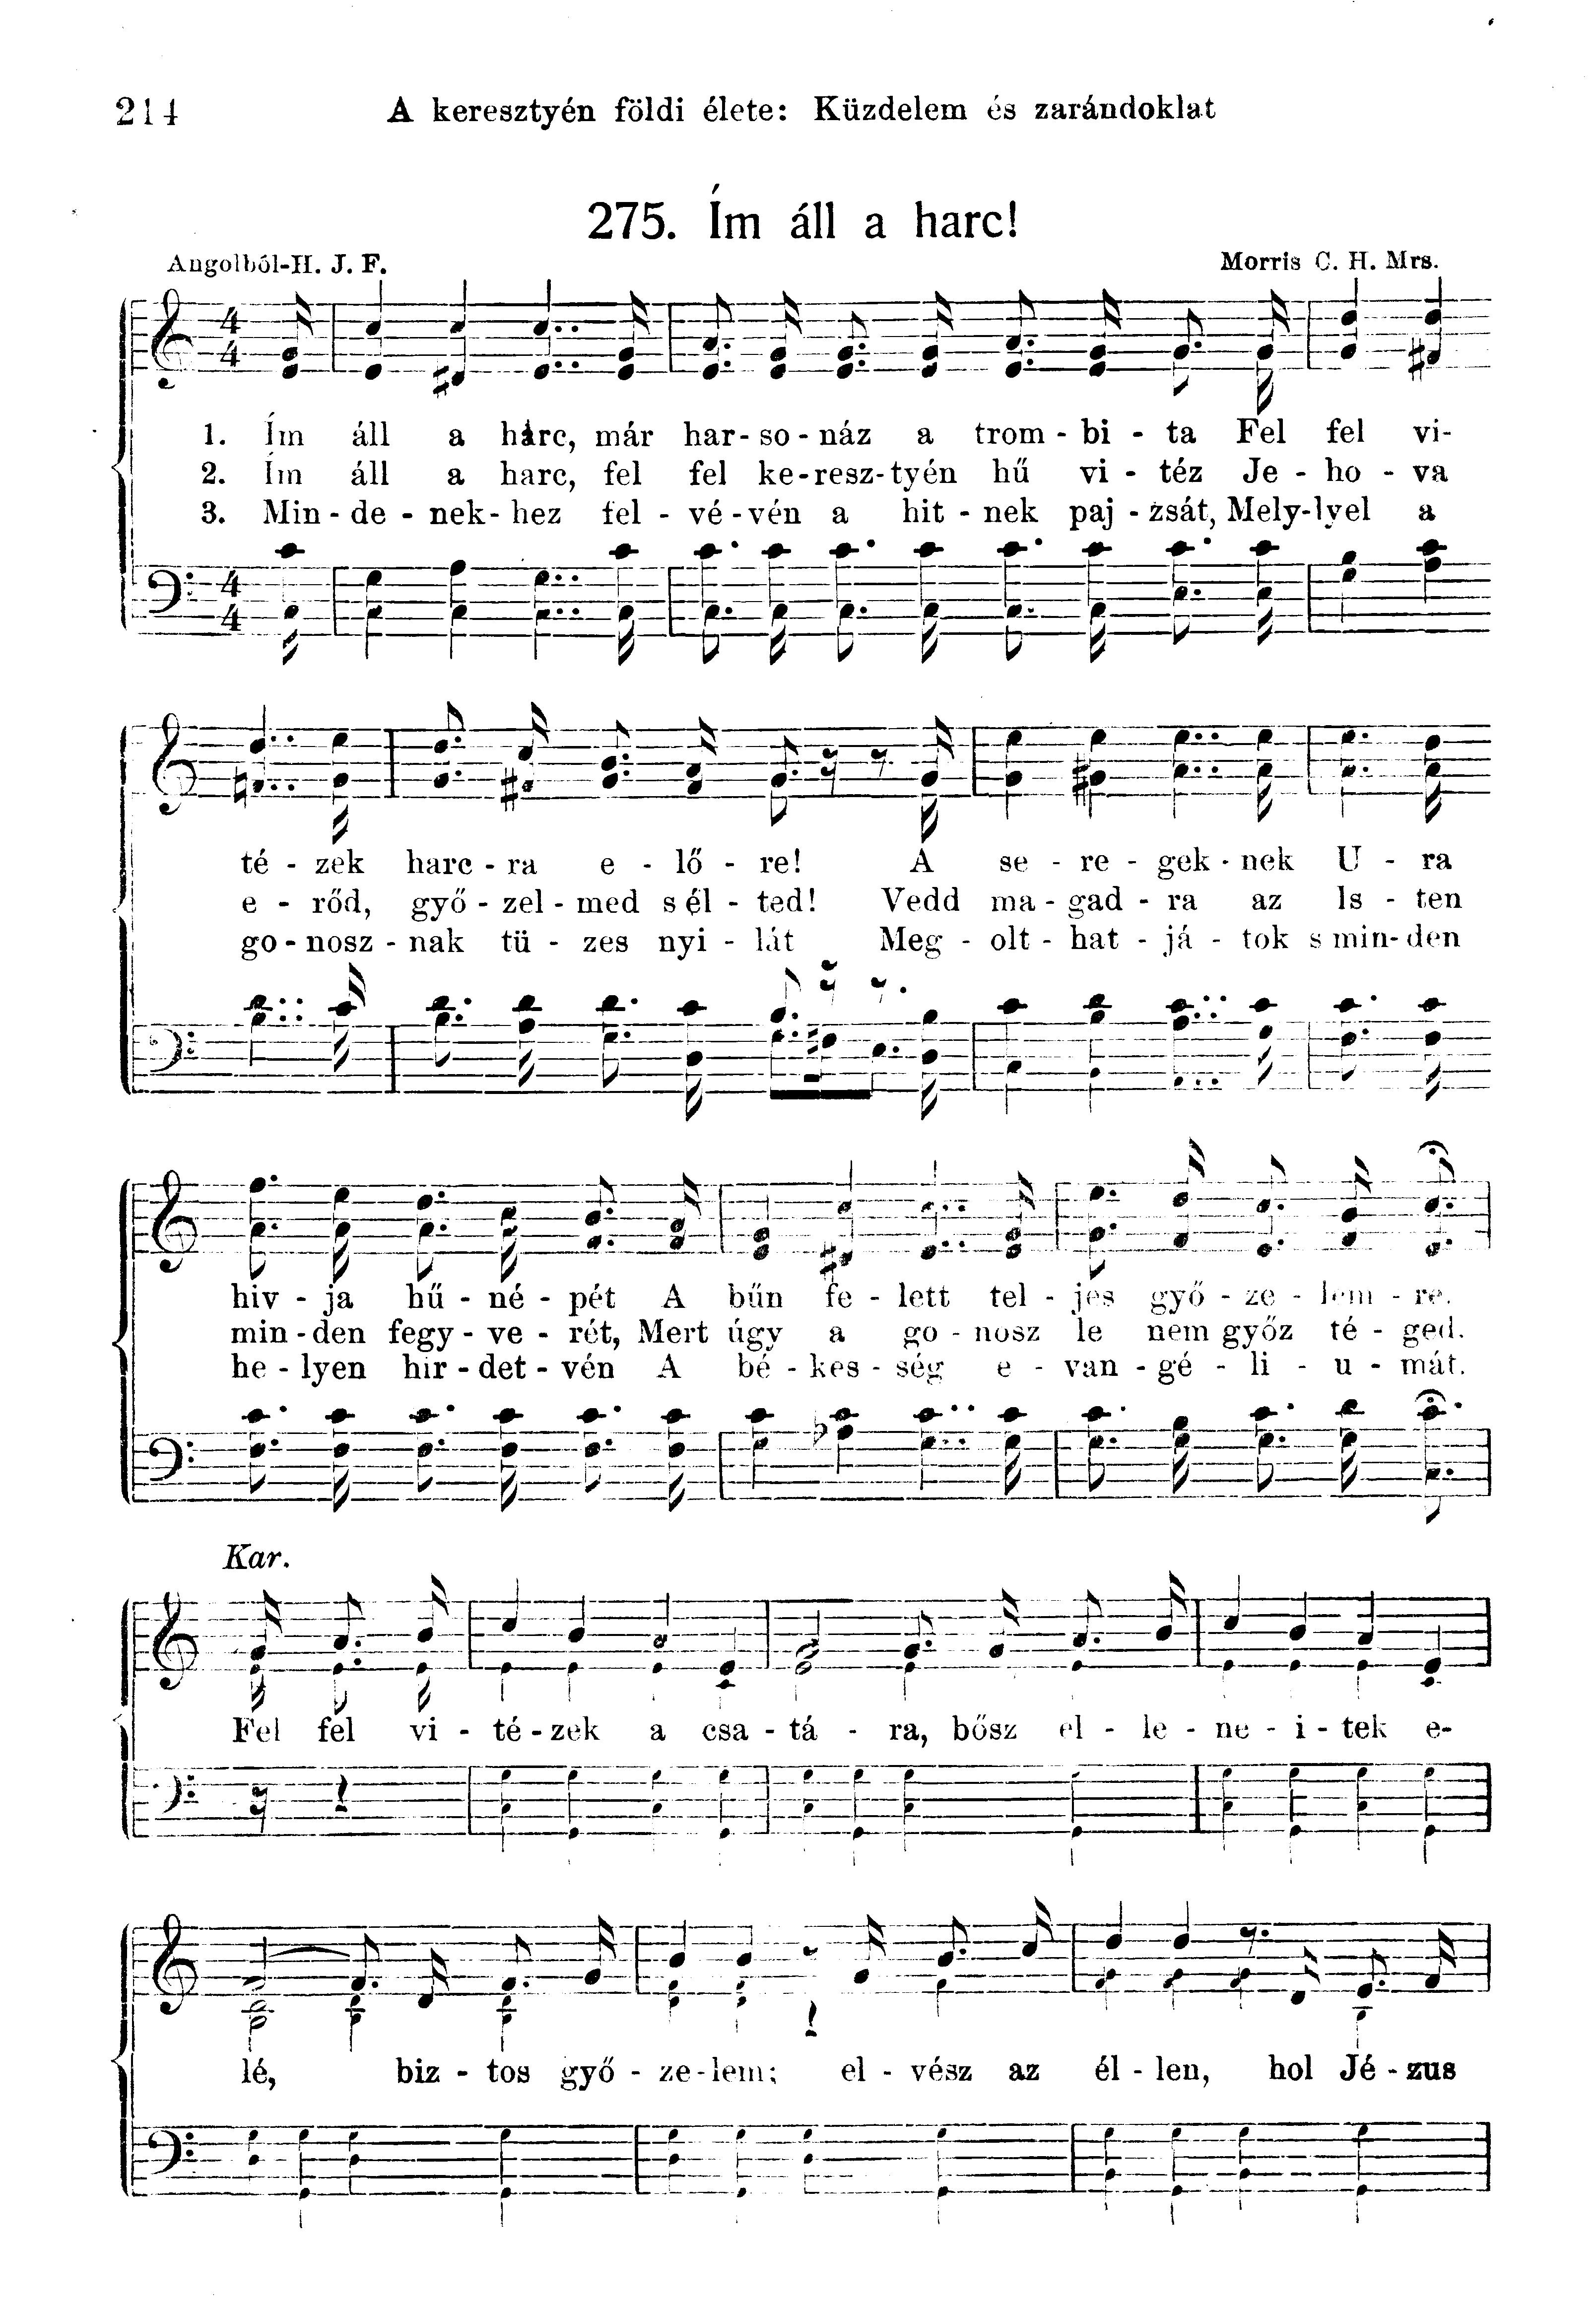 214
A keresztyén földi élete: Küzdelem és zarándoklat
275. Ím áll a harc!
Angolból-H. J. F.
Morris C. H. Mrs.
4
4
1. Ím áll a hárc, már har-so-náz a trom-bi-ta Fel fel vi-
2. Ím áll a harc, fel fel ke-resz-tyén hű vi-téz Je-ho-va
3. Min-de-nek-hez fel-vé-vén a hit-nek paj-zsát, Mely-lyel a
4
4
té-zek harc-ra e-lő-re! A se-re-gek-nek U-ra
e-rőd, győ-zel-med s él-ted! Vedd ma-gad-ra az Is-ten
go-nosz-nak tü-zes nyi-lát Meg-olt-hat-já-tok s min-den
hiv-ja hű-né-pét A bűn fe-lett tel-jes győ-ze-lem-re.
min-den fegy-ve-rét, Mert úgy a go-nosz le nem győz té-ged.
he-lyen hir-det-vén A bé-kes-ség e-van-gé-li-u-mát.
Kar.
Fel fel vi-té-zek a csa-tá-ra, bősz el-le-ne-i-tek e-
lé, biz-tos győ-ze-lem; el-vész az él-len, hol Jé-zus